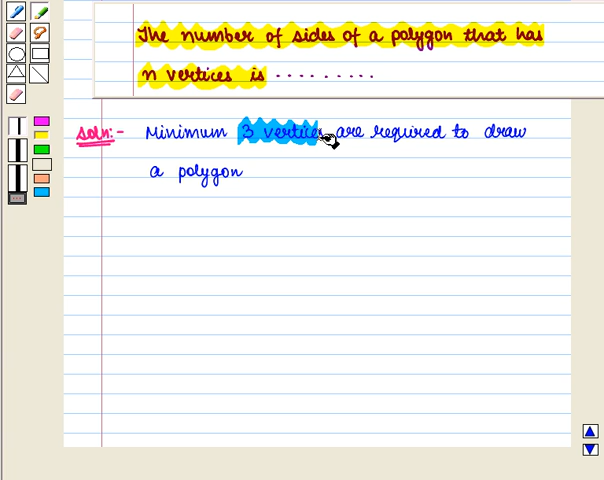 The number of sides of a polygon that has
n vertices is ..........
Soln:- Minimum 3 vertices are required to draw
a polygon